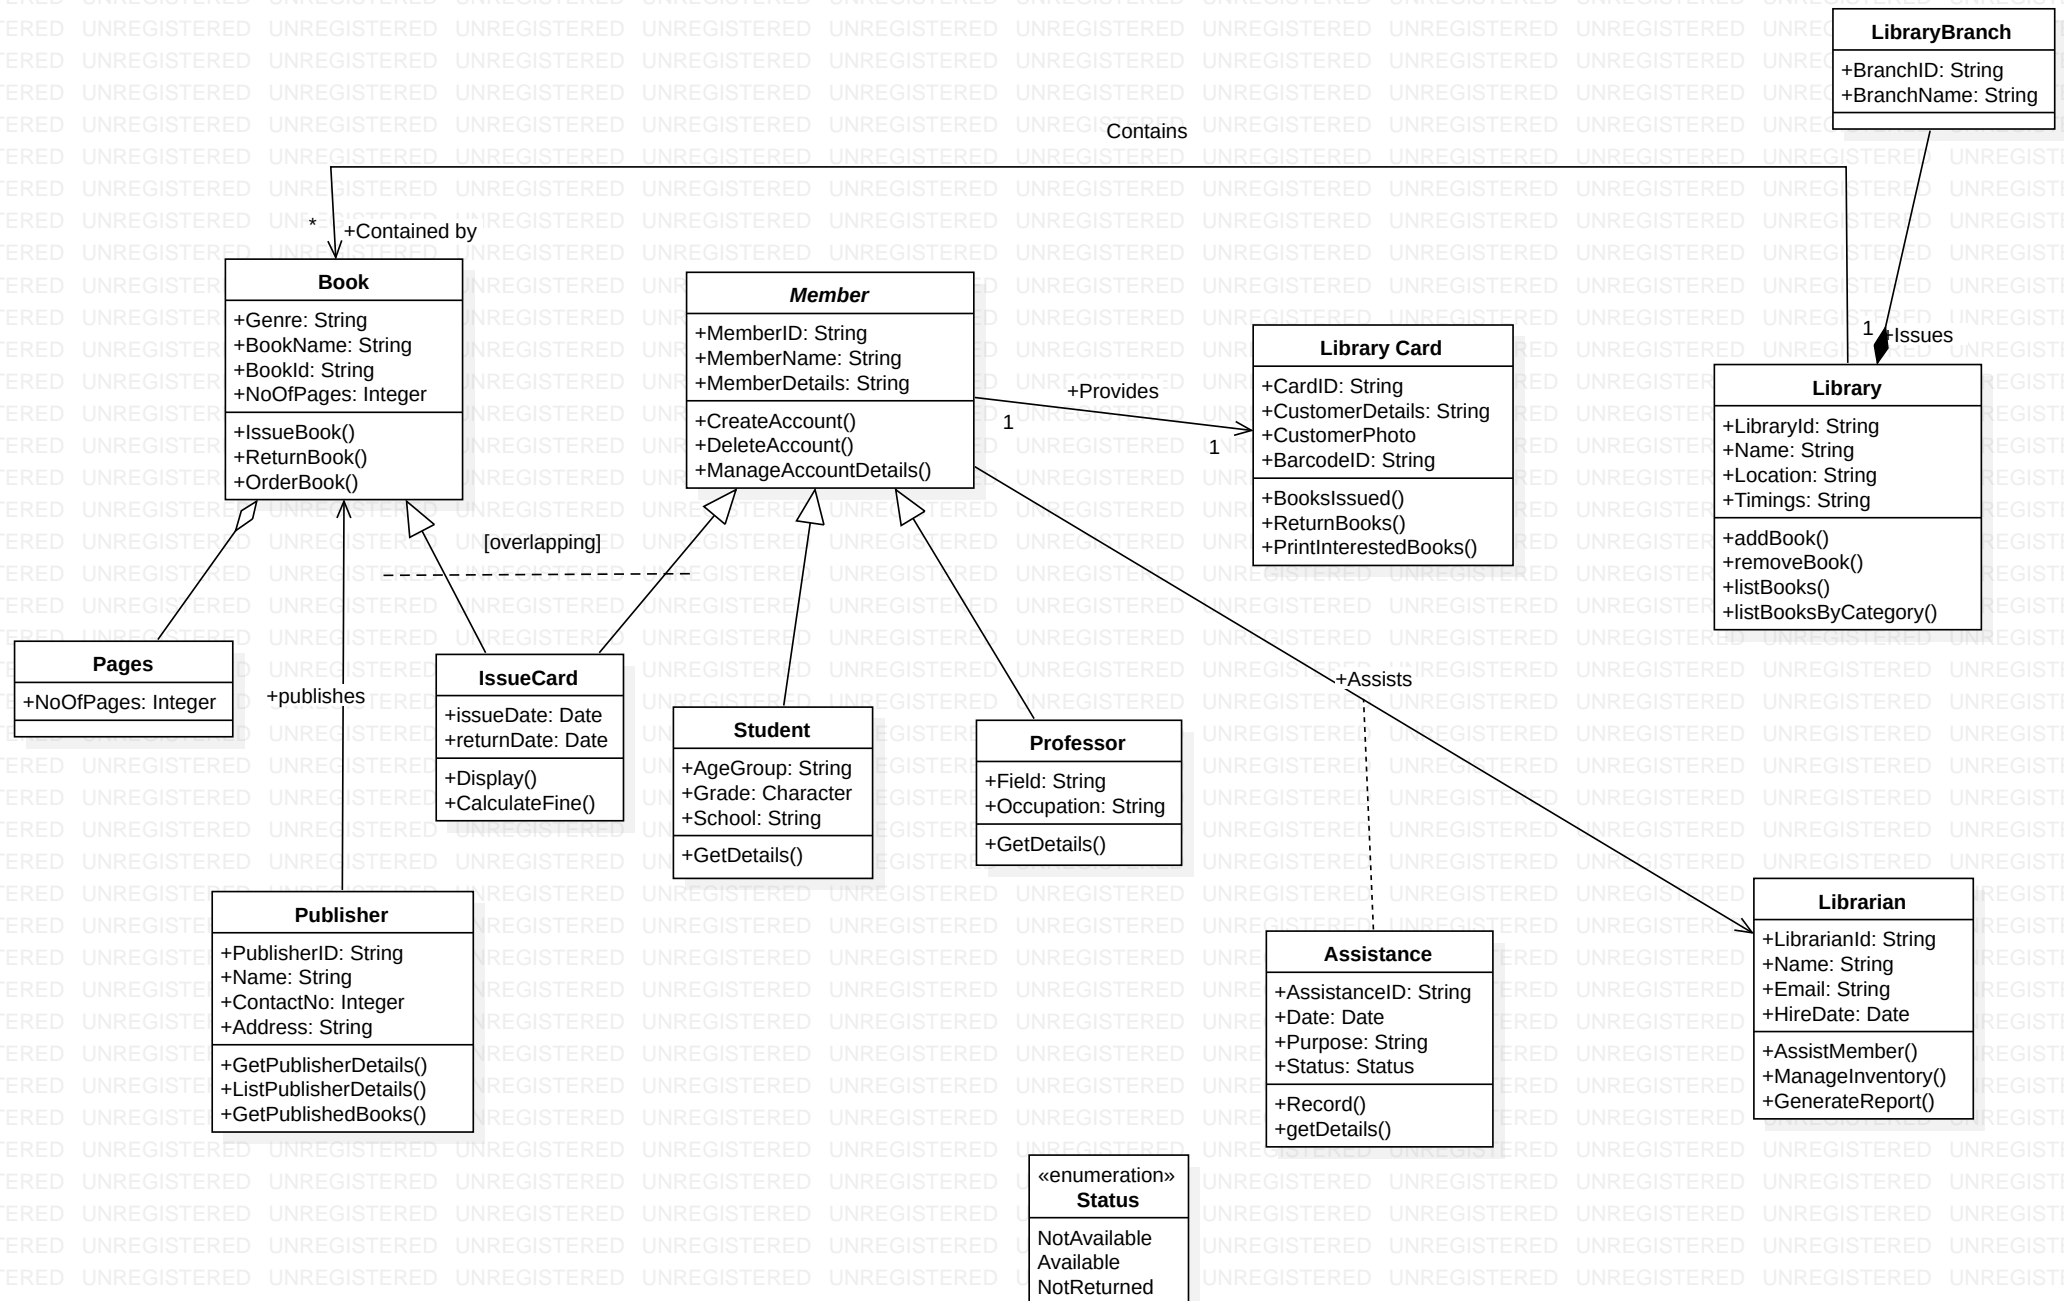 LibraryBranch
+BranchID: String
+BranchName: String
Contains
*
+Contained by
Book
+Genre: String
+BookName: String
+BookId: String
+NoOfPages: Integer
+IssueBook()
+ReturnBook()
+OrderBook()
Member
+MemberID: String
+MemberName: String
+MemberDetails: String
+CreateAccount()
+DeleteAccount()
+ManageAccountDetails()
+Provides
1
1
Library Card
+CardID: String
+CustomerDetails: String
+CustomerPhoto
+BarcodeID: String
+BooksIssued()
+ReturnBooks()
+PrintInterestedBooks()
1
+Issues
Library
+LibraryId: String
+Name: String
+Location: String
+Timings: String
+addBook()
+removeBook()
+listBooks()
+listBooksByCategory()
[overlapping]
Pages
+NoOfPages: Integer
+publishes
IssueCard
+issueDate: Date
+returnDate: Date
+Display()
+CalculateFine()
Student
+AgeGroup: String
+Grade: Character
+School: String
+GetDetails()
Professor
+Field: String
+Occupation: String
+GetDetails()
+Assists
Publisher
+PublisherID: String
+Name: String
+ContactNo: Integer
+Address: String
+GetPublisherDetails()
+ListPublisherDetails()
+GetPublishedBooks()
Assistance
+AssistanceID: String
+Date: Date
+Purpose: String
+Status: Status
+Record()
+getDetails()
Librarian
+LibrarianId: String
+Name: String
+Email: String
+HireDate: Date
+AssistMember()
+ManageInventory()
+GenerateReport()
«enumeration»
Status
NotAvailable
Available
NotReturned
UNREGISTERED